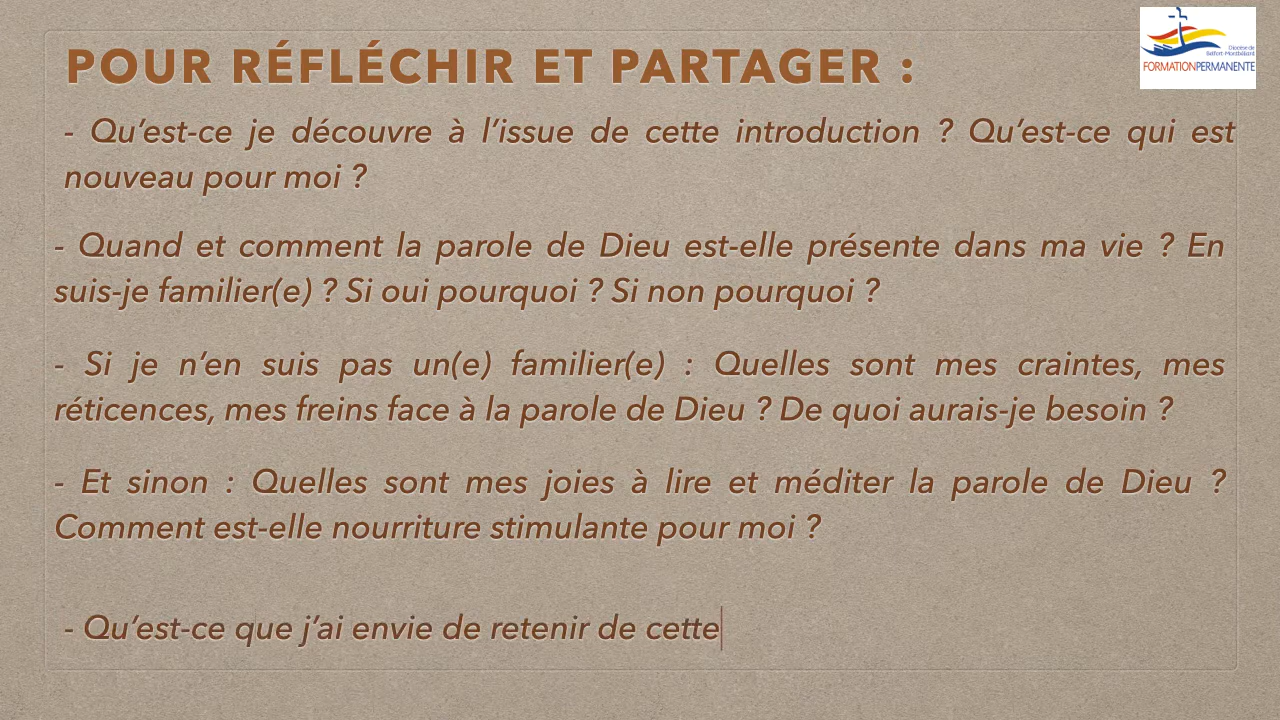 POUR RÉFLÉCHIR ET PARTAGER :
Diocèse de
Belfort-Montbéliard
FORMATIONPERMANENTE
- Qu’est-ce je découvre à l’issue de cette introduction ? Qu’est-ce qui est
nouveau pour moi ?
- Quand et comment la parole de Dieu est-elle présente dans ma vie ? En
suis-je familier(e) ? Si oui pourquoi ? Si non pourquoi ?
- Si je n’en suis pas un(e) familier(e) : Quelles sont mes craintes, mes
réticences, mes freins face à la parole de Dieu ? De quoi aurais-je besoin ?
- Et sinon : Quelles sont mes joies à lire et méditer la parole de Dieu ?
Comment est-elle nourriture stimulante pour moi ?
- Qu’est-ce que j’ai envie de retenir de cette